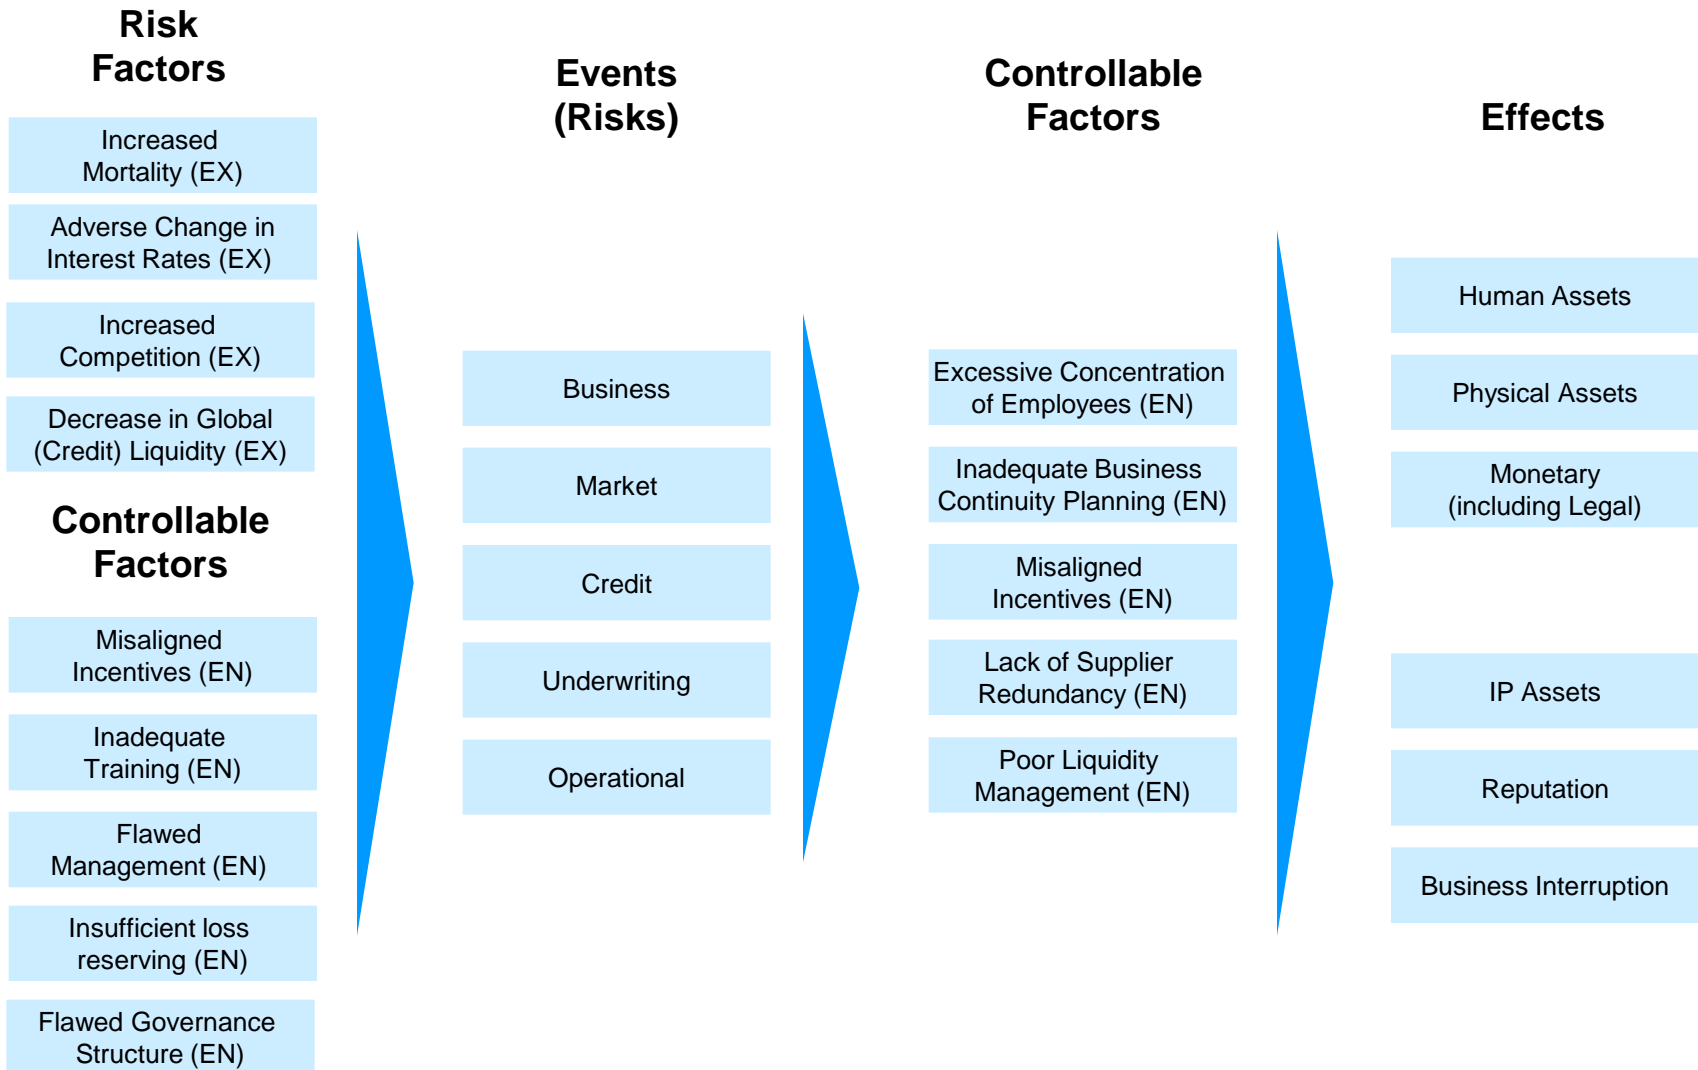 Risk
Factors
Increased
Mortality (EX)
Adverse Change in
Interest Rates (EX)
Increased
Competition (EX)
Decrease in Global
(Credit) Liquidity (EX)
Controllable
Factors
Misaligned
Incentives (EN)
Inadequate
Training (EN)
Flawed
Management (EN)
Insufficient loss
reserving (EN)
Flawed Governance
Structure (EN)
Events
(Risks)
Business
Market
Credit
Underwriting
Operational
Controllable
Factors
Excessive Concentration
of Employees (EN)
Inadequate Business
Continuity Planning (EN)
Misaligned
Incentives (EN)
Lack of Supplier
Redundancy (EN)
Poor Liquidity
Management (EN)
Effects
Human Assets
Physical Assets
Monetary
(including Legal)
IP Assets
Reputation
Business Interruption